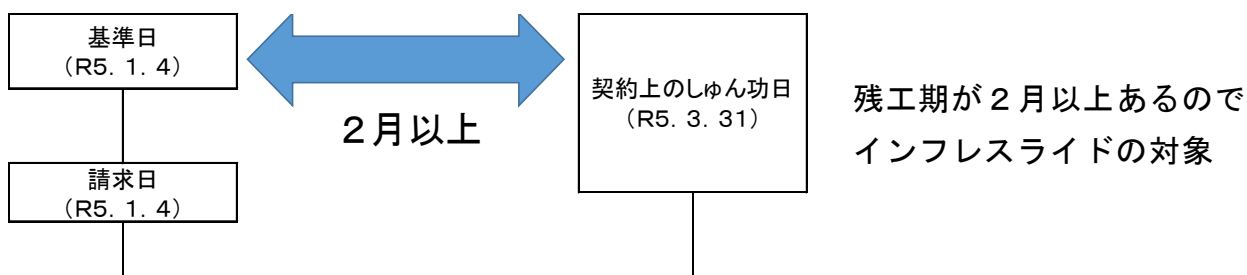 基準日
（R5．1．4）
2月以上
請求日
（R5．1．4）
契約上のしゅん功日
（R5．3．31）
残工期が２月以上あるので
インフレスライドの対象